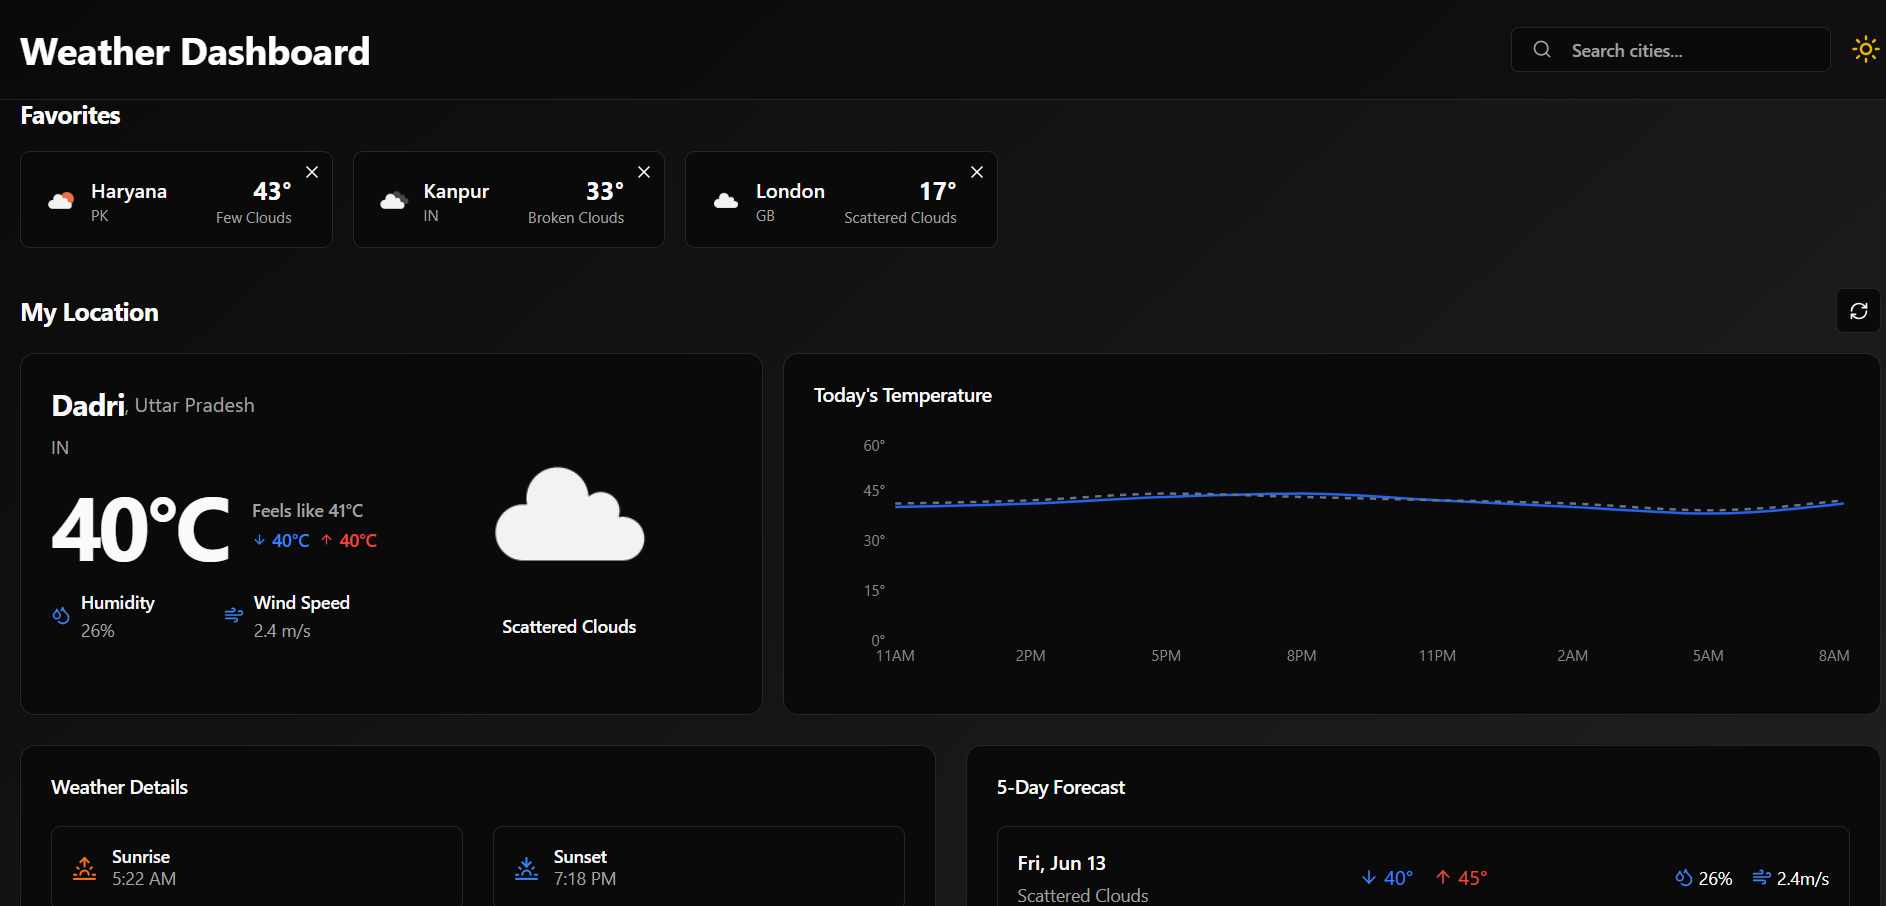 Weather Dashboard
Search cities...
Favorites
Haryana
PK
43°
Few Clouds
Kanpur
IN
33°
Broken Clouds
London
GB
17°
Scattered Clouds
My Location
Dadri, Uttar Pradesh
IN
40°C
Feels like 41°C
↓ 40°C ↑ 40°C
Humidity
26%
Wind Speed
2.4 m/s
Scattered Clouds
Today's Temperature
60°
45°
30°
15°
0°
11AM 2PM 5PM 8PM 11PM 2AM 5AM 8AM
Weather Details
Sunrise
5:22 AM
Sunset
7:18 PM
5-Day Forecast
Fri, Jun 13
Scattered Clouds
↓ 40° ↑ 45°
26% 2.4m/s